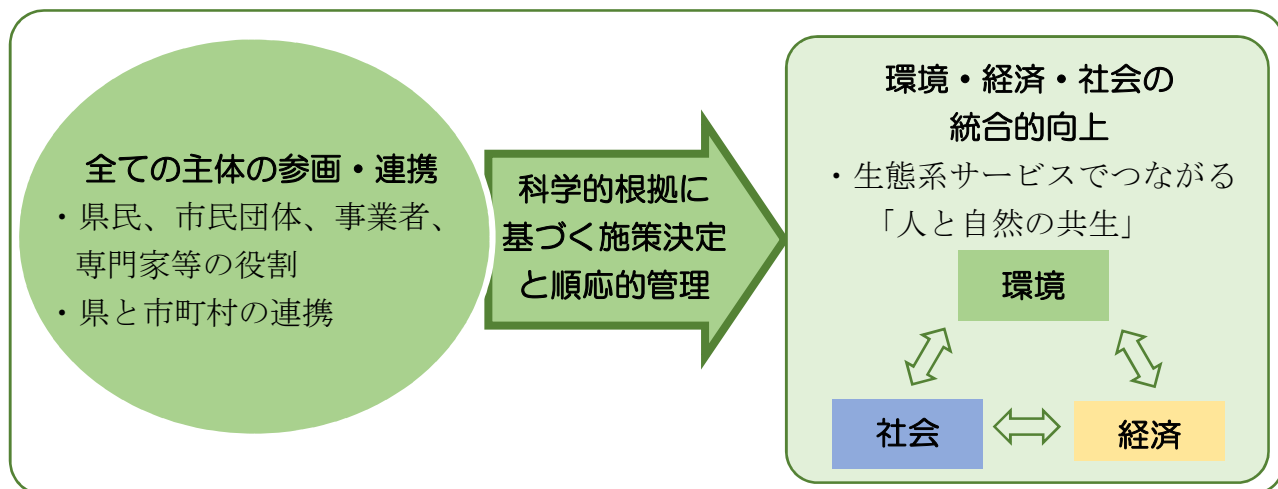 全ての主体の参画・連携
・県民、市民団体、事業者、
専門家等の役割
・県と市町村の連携
科学的根拠に
基づく施策決定
と順応的管理
環境・経済・社会の
統合的向上
・生態系サービスでつながる
「人と自然の共生」
環境
社会
経済